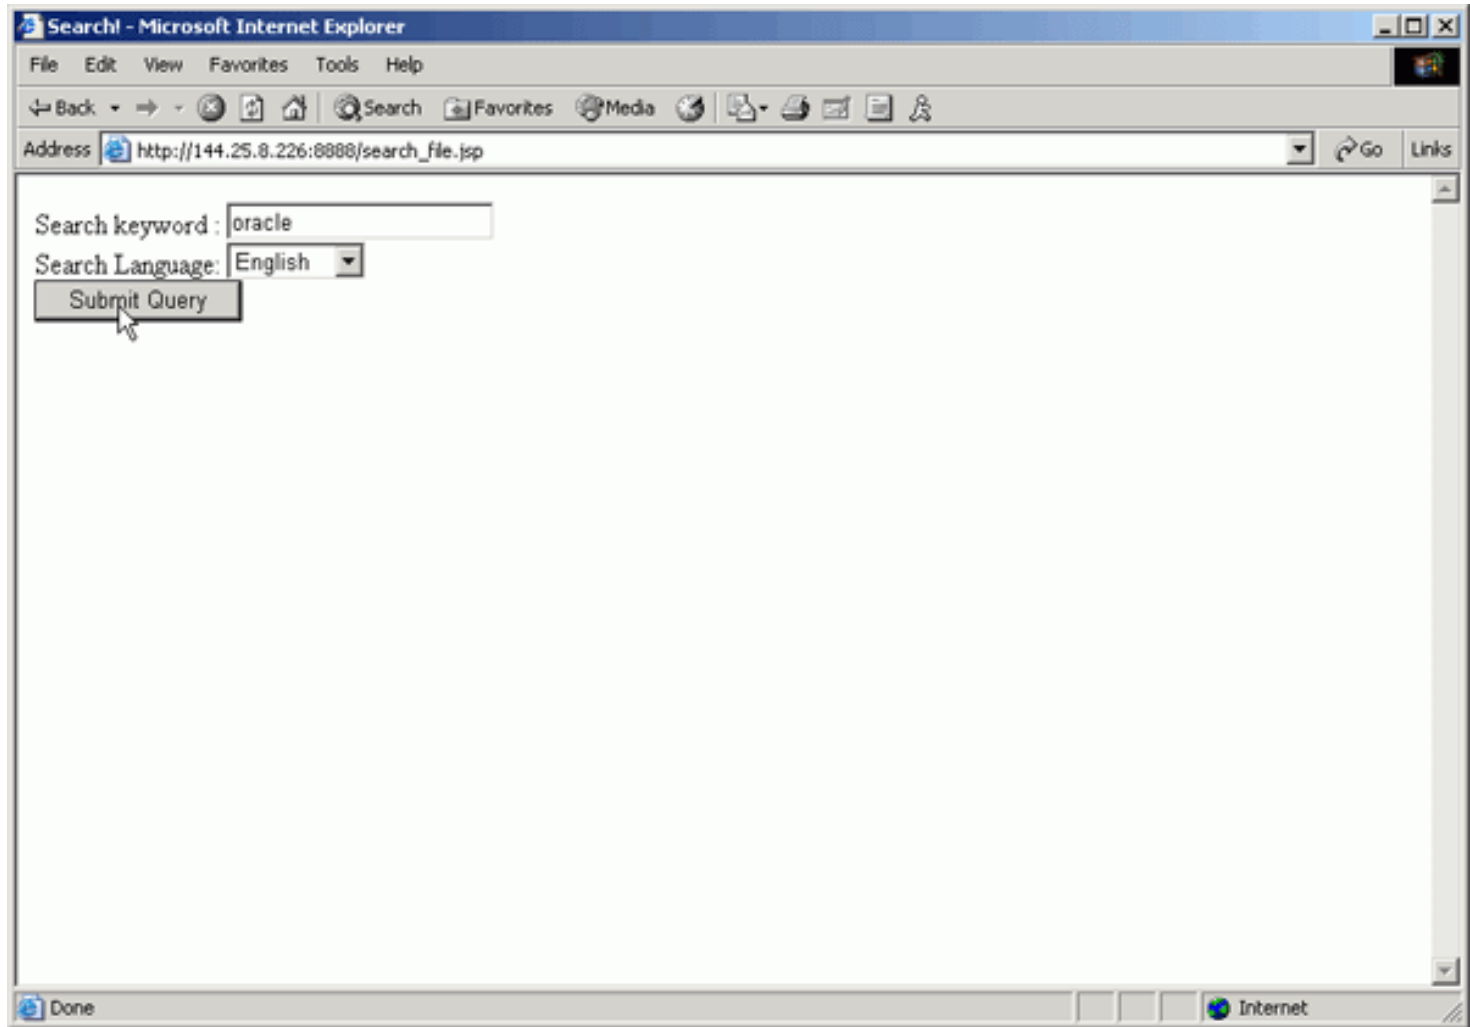 Search! - Microsoft Internet Explorer
File Edit View Favorites Tools Help
Back Search Favorites Media
Address http://144.25.8.226:8888/search_file.jsp Go Links
Search keyword : oracle
Search Language: English
Submit Query
Done Internet